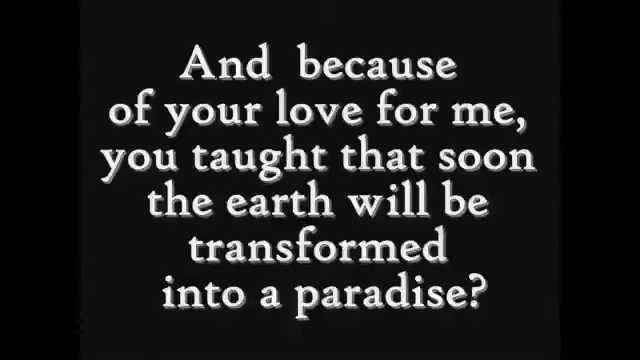 And because
of your love for me,
you taught that soon
the earth will be
transformed
into a paradise?